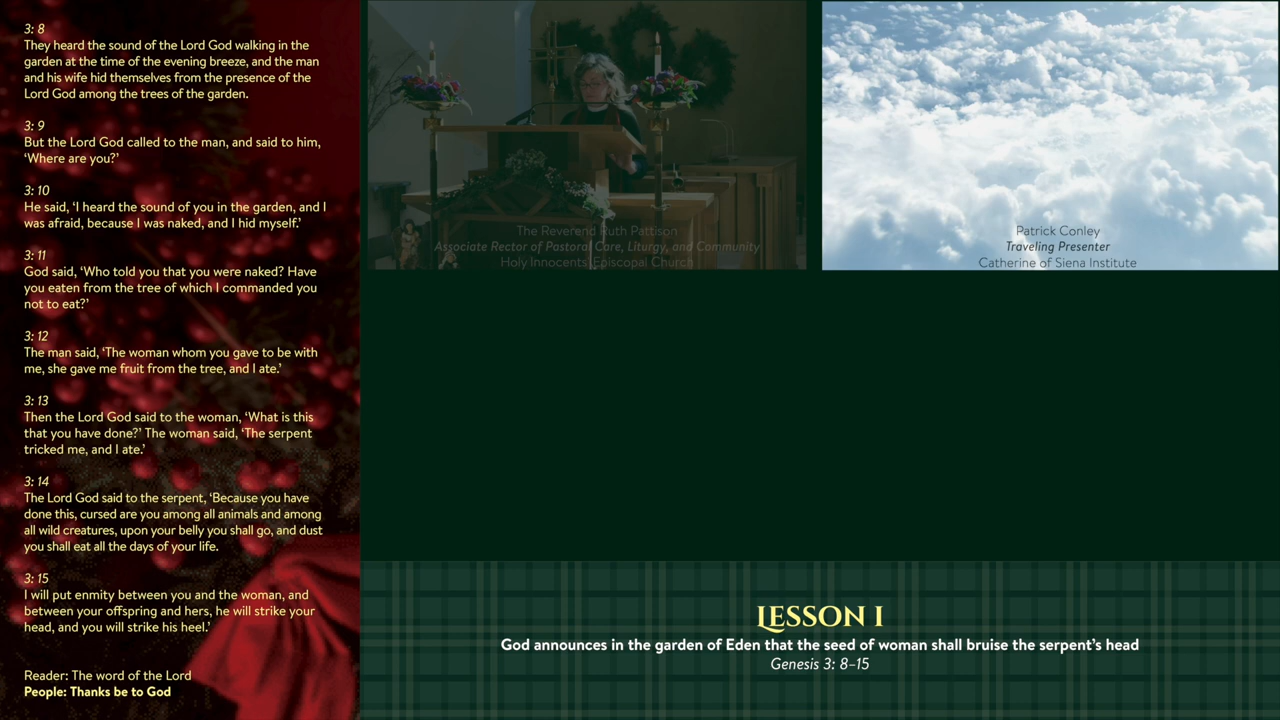 3: 8
They heard the sound of the Lord God walking in the
garden at the time of the evening breeze, and the man
and his wife hid themselves from the presence of the
Lord God among the trees of the garden.
3: 9
But the Lord God called to the man, and said to him,
‘Where are you?’
3: 10
He said, ‘I heard the sound of you in the garden, and I
was afraid, because I was naked, and I hid myself.’
3: 11
God said, ‘Who told you that you were naked? Have
you eaten from the tree of which I commanded you
not to eat?’
3: 12
The man said, ‘The woman whom you gave to be with
me, she gave me fruit from the tree, and I ate.’
3: 13
Then the Lord God said to the woman, ‘What is this
that you have done?’ The woman said, ‘The serpent
tricked me, and I ate.’
3: 14
The Lord God said to the serpent, ‘Because you have
done this, cursed are you among all animals and among
all wild creatures, upon your belly you shall go, and dust
you shall eat all the days of your life.
3: 15
I will put enmity between you and the woman, and
between your offspring and hers, he will strike your
head, and you will strike his heel.’
Reader: The word of the Lord
People: Thanks be to God
The Reverend Ruth Pattison
Associate Rector of Pastoral Care, Liturgy, and Community
Holy Innocents Episcopal Church
Patrick Conley
Traveling Presenter
Catherine of Siena Institute
LESSON I
God announces in the garden of Eden that the seed of woman shall bruise the serpent’s head
Genesis 3: 8–15